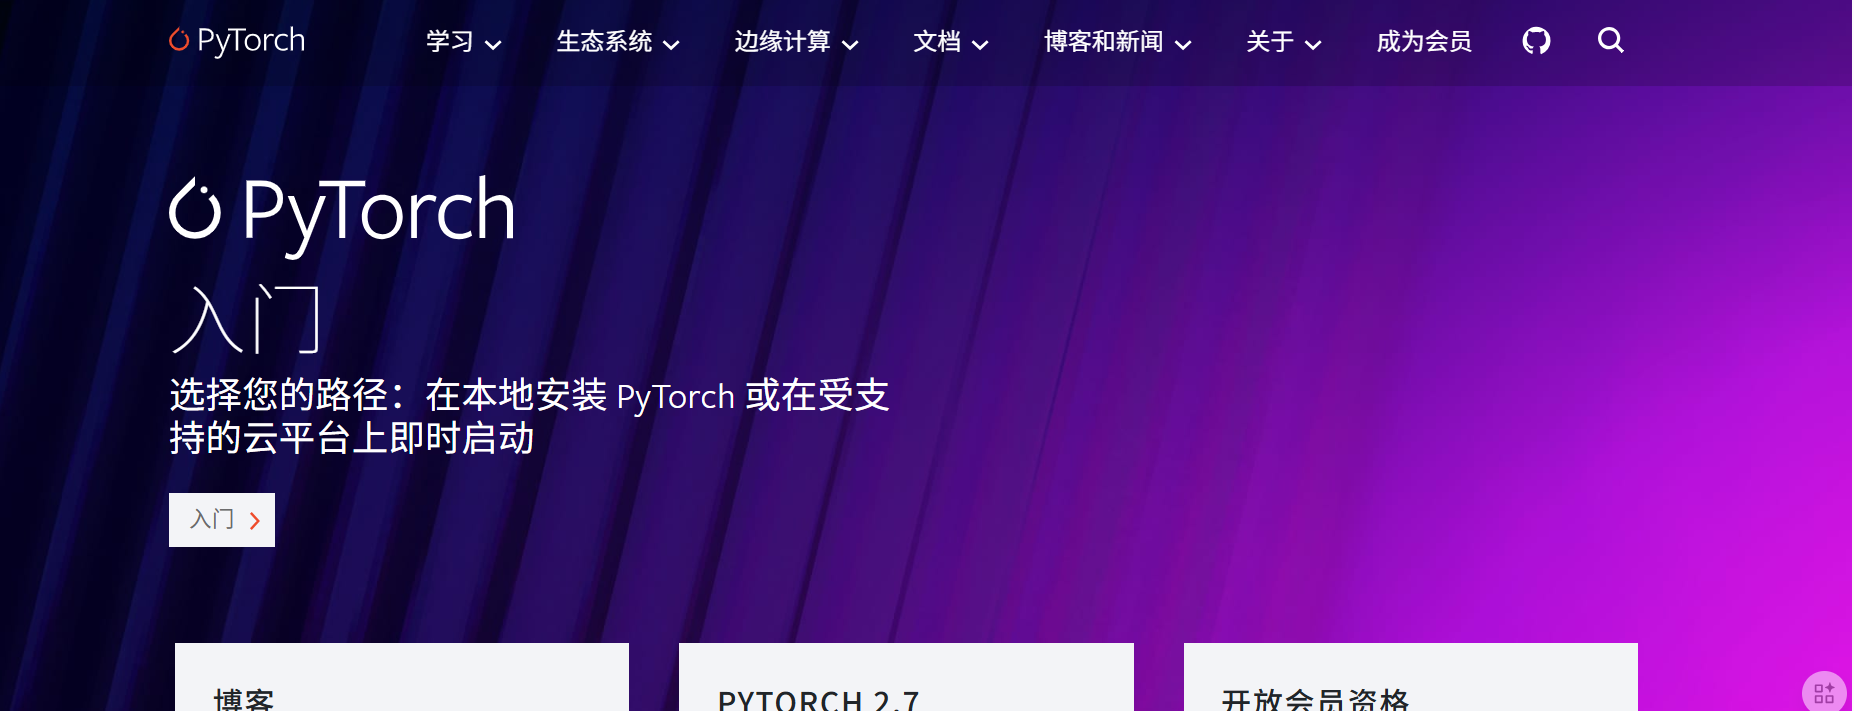 PyTorch 学习 生态系统 边缘计算 文档 博客和新闻 关于 成为会员
PyTorch
入门
选择您的路径：在本地安装 PyTorch 或在受支
持的云平台上即时启动
入门
博客 PYTORCH 2.7 开放会员资格